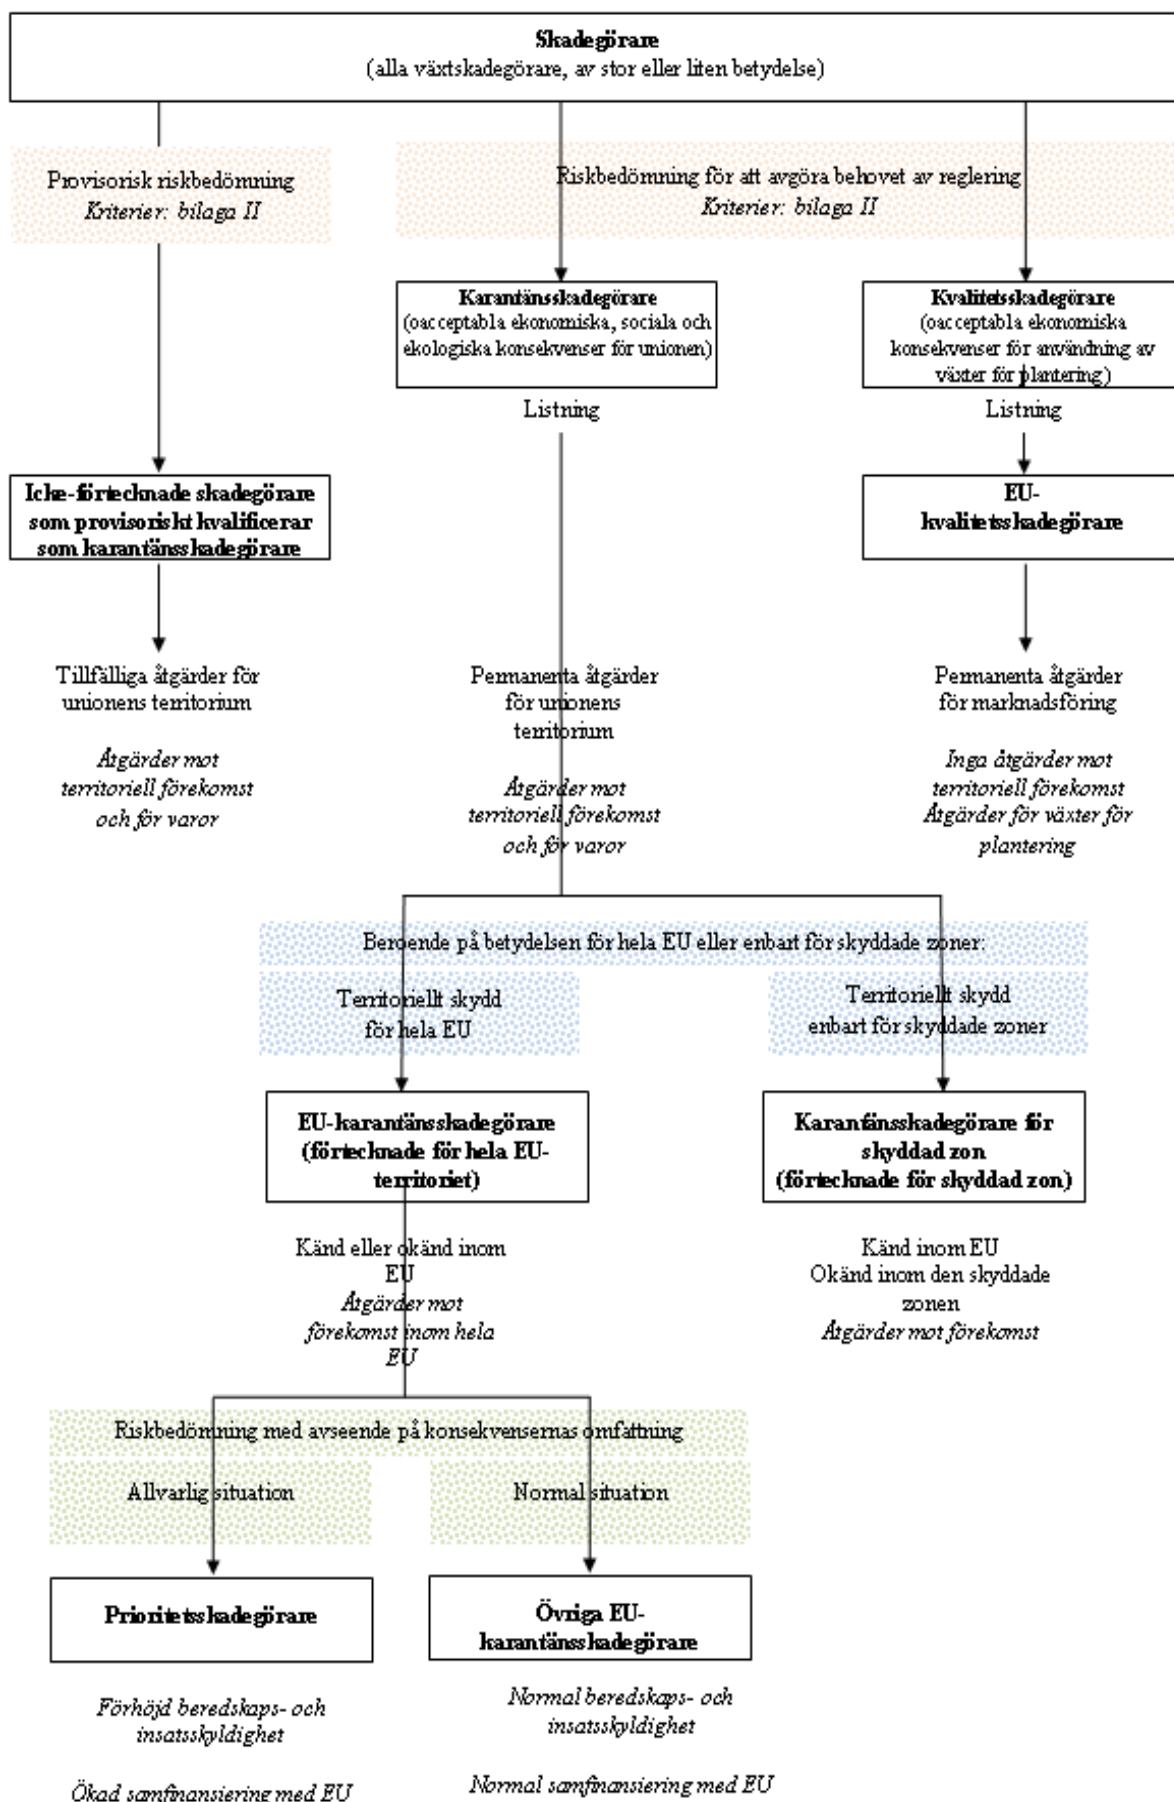 Skadegörare
(alla växtskadegörare, av stor eller liten betydelse)
Provisorisk riskbedömning
Kriterier: bilaga II
Riskbedömning för att avgöra behovet av reglering
Kriterier: bilaga II
Karantänsskadegörare
(oacceptabla ekonomiska, sociala och
ekologiska konsekvenser för unionen)
Kvalitetsskadegörare
(oacceptabla ekonomiska
konsekvenser för användning av
växter för plantering)
Listning
Listning
Icke-förtecknade skadegörare
som provisoriskt kvalificerar
som karantänsskadegörare
EU-
kvalitetsskadegörare
Tillfälliga åtgärder för
unionens territorium
Åtgärder mot
territoriell förekomst
och för varor
Permanenta åtgärder
för unionens
territorium
Åtgärder mot
territoriell förekomst
och för varor
Permanenta åtgärder
för marknadsföring
Inga åtgärder mot
territoriell förekomst
Åtgärder för växter för
plantering
Beroende på betydelsen för hela EU eller enbart för skyddade zoner:
Territoriellt skydd
för hela EU
Territoriellt skydd
enbart för skyddade zoner
EU-karantänsskadegörare
(förtecknade för hela EU-
territoriet)
Karantänsskadegörare för
skyddad zon
(förtecknade för skyddad zon)
Känd eller okänd inom
EU
Åtgärder mot
förekomst inom hela
EU
Känd inom EU
Okänd inom den skyddade
zonen
Åtgärder mot förekomst
Riskbedömning med avseende på konsekvensernas omfattning
Allvarlig situation
Normal situation
Prioritetsskadegörare
Övriga EU-
karantänsskadegörare
Förhöjd beredskaps- och
insatsskyldighet
Ökad samfinansiering med EU
Normal beredskaps- och
insatsskyldighet
Normal samfinansiering med EU